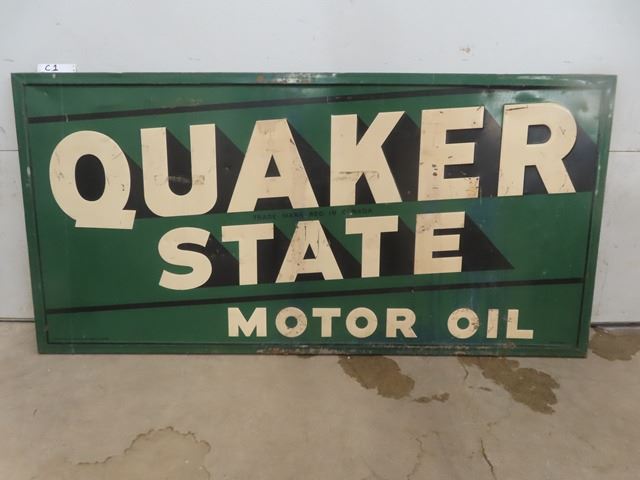 C1
QUAKER
TRADE MARK REG IN CANADA
STATE
MOTOR OIL